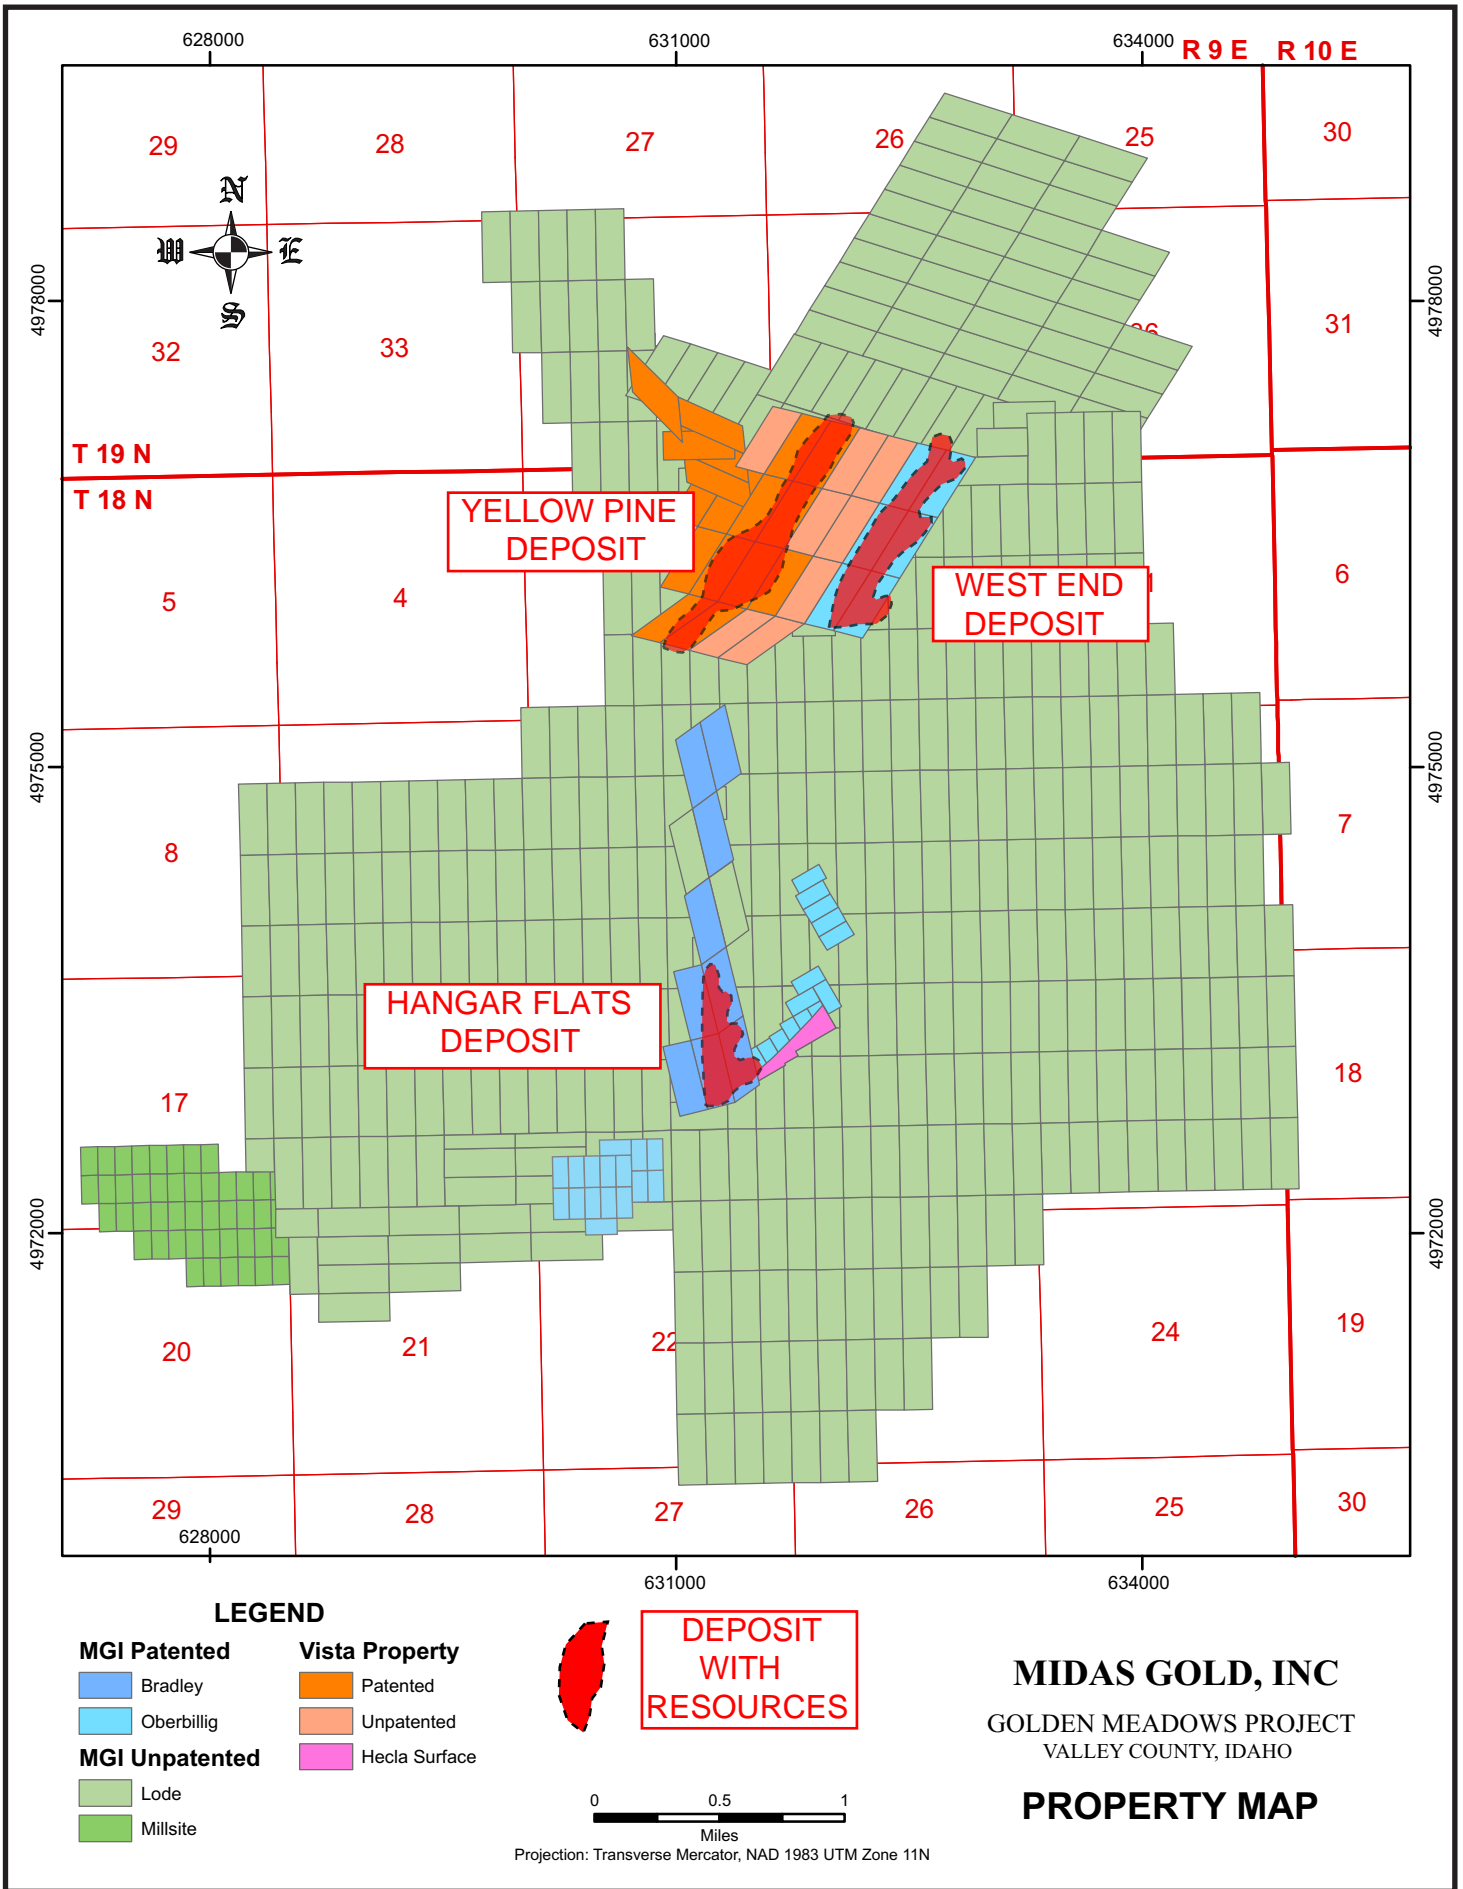 628000
631000
634000
R 9 E
R 10 E
29
28
27
26
25
30
N
W
E
S
4978000
4978000
32
33
31
T 19 N
T 18 N
YELLOW PINE
DEPOSIT
WEST END
DEPOSIT
5
4
6
4975000
4975000
8
7
HANGAR FLATS
DEPOSIT
17
18
4972000
4972000
20
21
22
24
19
29
28
27
26
25
30
628000
631000
634000
LEGEND
MGI Patented
Bradley
Oberbillig
MGI Unpatented
Lode
Millsite
Vista Property
Patented
Unpatented
Hecla Surface
DEPOSIT
WITH
RESOURCES
0
0.5
1
Miles
Projection: Transverse Mercator, NAD 1983 UTM Zone 11N
MIDAS GOLD, INC
GOLDEN MEADOWS PROJECT
VALLEY COUNTY, IDAHO
PROPERTY MAP